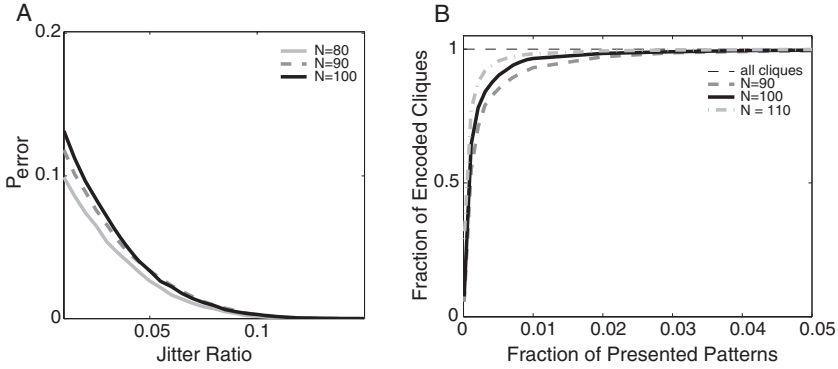 A
0.2
0.1
0
P_error
0.05
0.1
Jitter Ratio
N=80
N=90
N=100
B
1
0.5
0
Fraction of Encoded Cliques
0
0.01
0.02
0.03
0.04
0.05
Fraction of Presented Patterns
all cliques
N=90
N=100
N = 110